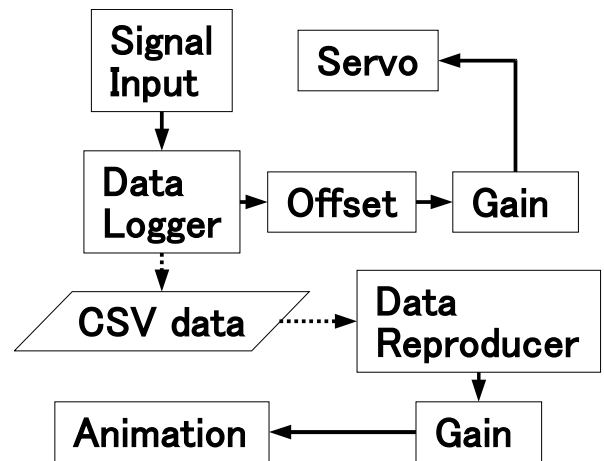 Signal
Input
Servo
Data
Logger
Offset
Gain
CSV data
Data
Reproducer
Animation
Gain